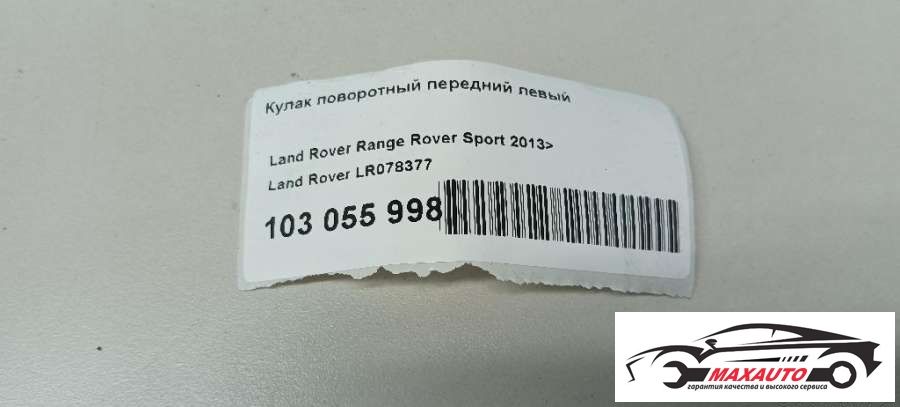 Кулак поворотный передний левый
Land Rover Range Rover Sport 2013>
Land Rover LR078377
103 055 998
MAXAUTO
гарантия качества и высокого сервиса